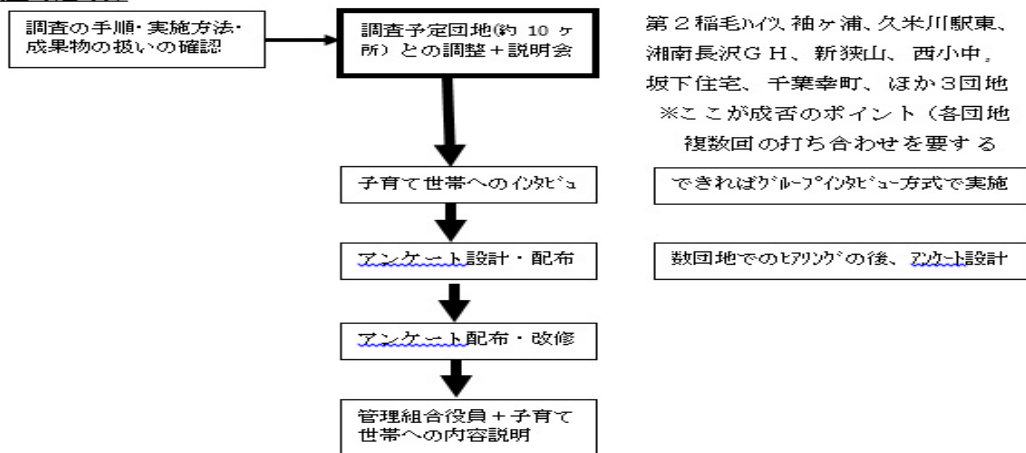 調査の手順・実施方法・
成果物の扱いの確認
調査予定団地(約 10 ヶ
所）との調整＋説明会
第２稲毛ﾊｲﾂ、袖ヶ浦、久米川駅東、
湘南長沢ＧＨ、新狭山、西小中，
坂下住宅、千葉幸町、ほか３団地
※ここが成否のポイント（各団地
複数回の打ち合わせを要する
子育て世帯へのｲﾝﾀﾋﾞｭ
できればｸﾞﾙｰﾌﾟｲﾝﾀﾋﾞｭｰ方式で実施
アンケート設計・配布
数団地でのﾋｱﾘﾝｸﾞの後、ｱﾝｹｰﾄ設計
アンケート配布・改修
管理組合役員＋子育て
世帯への内容説明